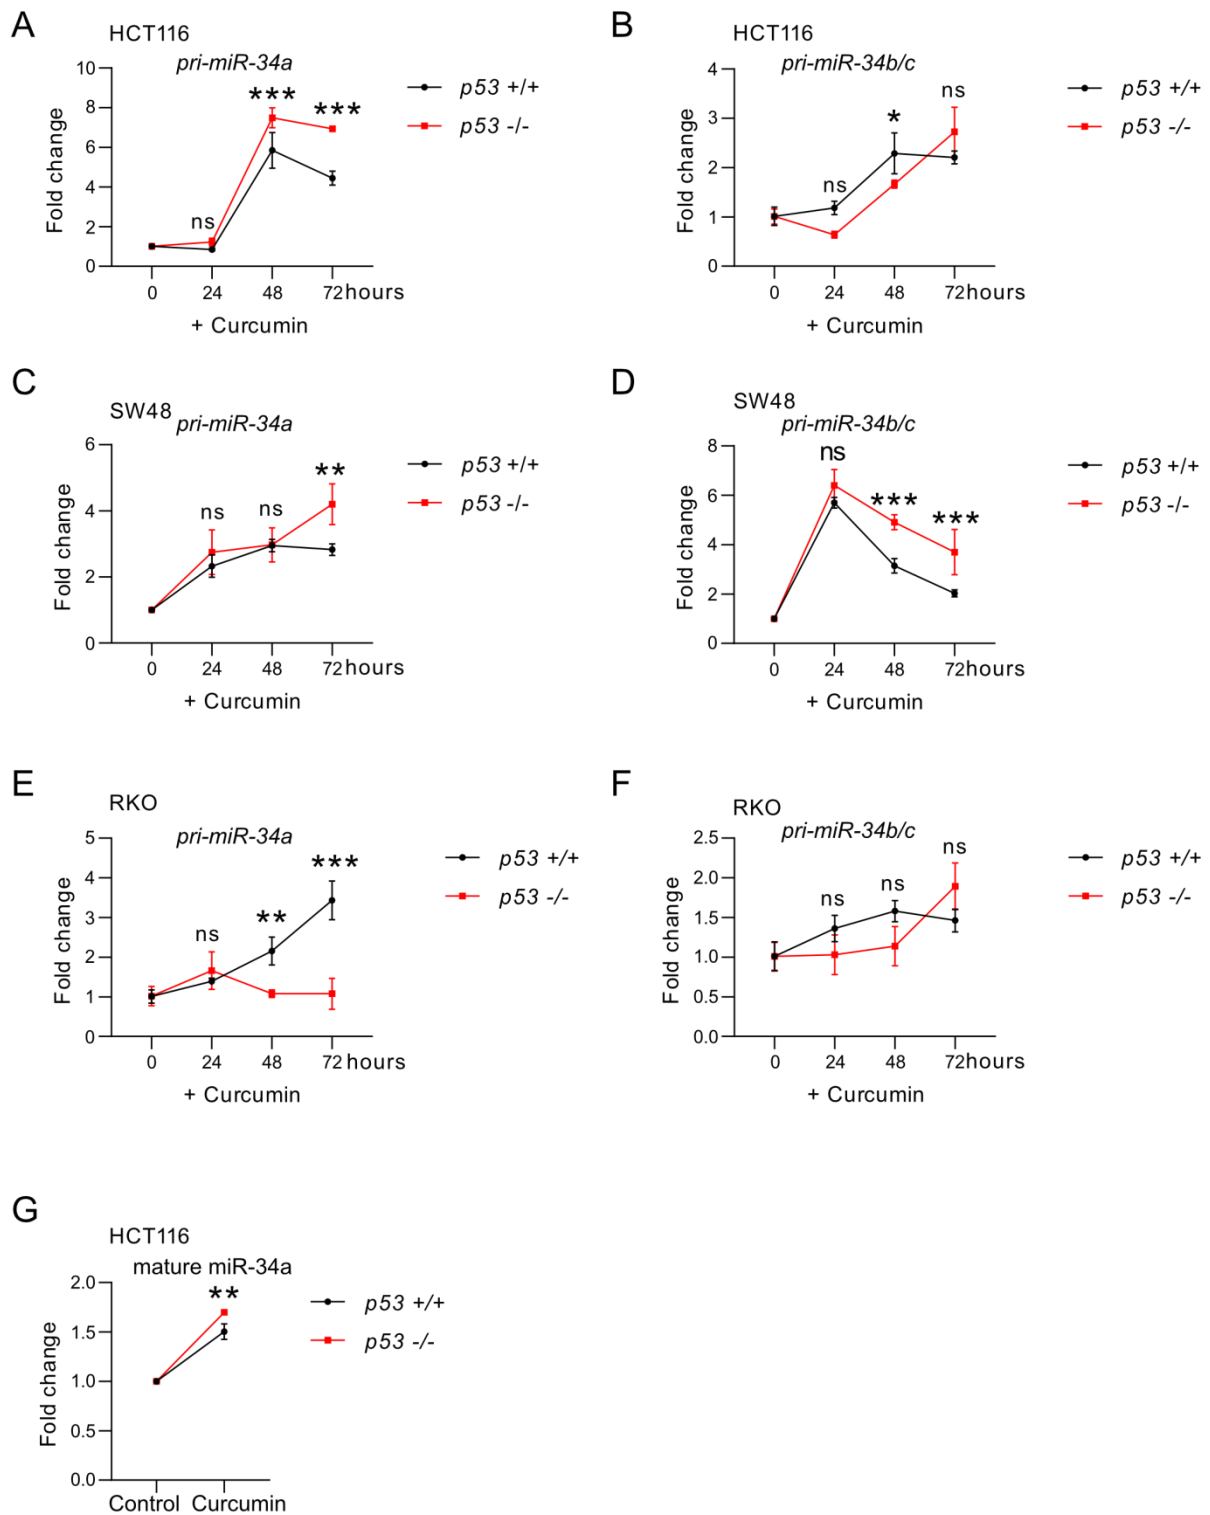 A
HCT116
pri-miR-34a
Fold change
10
8
6
4
2
0
ns
***
***
0 24 48 72 hours
+ Curcumin
p53 +/+
p53 -/-
B
HCT116
pri-miR-34b/c
Fold change
4
3
2
1
0
ns
*
ns
0 24 48 72 hours
+ Curcumin
p53 +/+
p53 -/-
C
SW48
pri-miR-34a
Fold change
6
4
2
0
ns
ns
**
0 24 48 72 hours
+ Curcumin
p53 +/+
p53 -/-
D
SW48
pri-miR-34b/c
Fold change
8
6
4
2
0
ns
***
***
0 24 48 72 hours
+ Curcumin
p53 +/+
p53 -/-
E
RKO
pri-miR-34a
Fold change
5
4
3
2
1
0
ns
**
***
0 24 48 72 hours
+ Curcumin
p53 +/+
p53 -/-
F
RKO
pri-miR-34b/c
Fold change
2.5
2.0
1.5
1.0
0.5
0.0
ns
ns
ns
0 24 48 72 hours
+ Curcumin
p53 +/+
p53 -/-
G
HCT116
mature miR-34a
Fold change
2.0
1.5
1.0
0.5
0.0
**
Control Curcumin
p53 +/+
p53 -/-